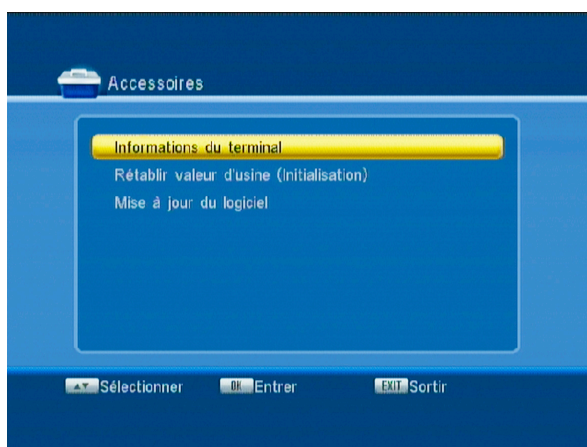 Accessoires
Informations du terminal
Rétablir valeur d'usine (Initialisation)
Mise à jour du logiciel
Sélectionner OK Entrer EXIT Sortir